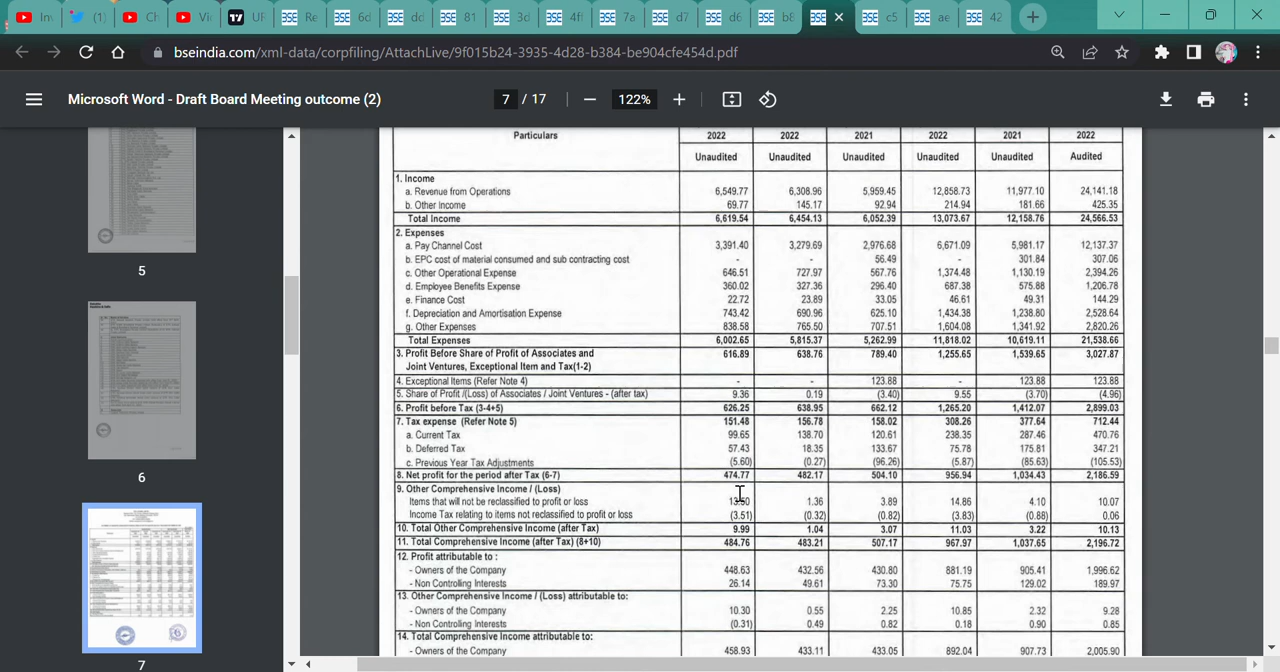 In
(1)
Ch
Vi
UF
Re
6d
dd
81
3d
4ff
7a
d7
d6
b8
c5
ae
42
bseindia.com/xml-data/corpfiling/AttachLive/9f015b24-3935-4d28-b384-be904cfe454d.pdf
Microsoft Word - Draft Board Meeting outcome (2)
7 / 17
122%
5
6
7
Particulars 2022 2022 2021 2022 2021 2022
Unaudited Unaudited Unaudited Unaudited Unaudited Audited
1. Income
a. Revenue from Operations 6,549.77 6,308.96 5,959.45 12,858.73 11,977.10 24,141.18
b. Other Income 69.77 145.17 92.94 214.94 181.66 425.35
Total Income 6,619.54 6,454.13 6,052.39 13,073.67 12,158.76 24,566.53
2. Expenses
a. Pay Channel Cost 3,391.40 3,279.69 2,976.68 6,671.09 5,981.17 12,137.37
b. EPC cost of material consumed and sub contracting cost - - 56.49 - 301.84 307.06
c. Other Operational Expense 646.51 727.97 567.76 1,374.48 1,130.19 2,394.26
d. Employee Benefits Expense 360.02 327.36 296.40 687.38 575.88 1,206.78
e. Finance Cost 22.72 23.89 33.05 46.61 49.31 144.29
f. Depreciation and Amortisation Expense 743.42 690.96 625.10 1,434.38 1,238.80 2,528.64
g. Other Expenses 838.58 765.50 707.51 1,604.08 1,341.92 2,820.26
Total Expenses 6,002.65 5,815.37 5,262.99 11,818.02 10,619.11 21,538.66
3. Profit Before Share of Profit of Associates and 616.89 638.76 789.40 1,255.65 1,539.65 3,027.87
Joint Ventures, Exceptional Item and Tax(1-2)
4. Exceptional Items (Refer Note 4) - - 123.88 - 123.88 123.88
5. Share of Profit /(Loss) of Associates / Joint Ventures - (after tax) 9.36 0.19 (3.40) 9.55 (3.70) (4.96)
6. Profit before Tax (3-4+5) 626.25 638.95 662.12 1,265.20 1,412.07 2,899.03
7. Tax expense (Refer Note 5) 151.48 156.78 158.02 308.26 377.64 712.44
a. Current Tax 99.65 138.70 120.61 238.35 287.46 470.76
b. Deferred Tax 57.43 18.35 133.67 75.78 175.81 347.21
c. Previous Year Tax Adjustments (5.60) (0.27) (96.26) (5.87) (85.63) (105.53)
8. Net profit for the period after Tax (6-7) 474.77 482.17 504.10 956.94 1,034.43 2,186.59
9. Other Comprehensive Income / (Loss)
Items that will not be reclassified to profit or loss 13.50 1.36 3.89 14.86 4.10 10.07
Income Tax relating to items not reclassified to profit or loss (3.51) (0.32) (0.82) (3.83) (0.88) 0.06
10. Total Other Comprehensive Income (after Tax) 9.99 1.04 3.07 11.03 3.22 10.13
11. Total Comprehensive Income (after Tax) (8+10) 484.76 483.21 507.17 967.97 1,037.65 2,196.72
12. Profit attributable to :
- Owners of the Company 448.63 432.56 430.80 881.19 905.41 1,996.62
- Non Controlling Interests 26.14 49.61 73.30 75.75 129.02 189.97
13. Other Comprehensive Income / (Loss) attributable to:
- Owners of the Company 10.30 0.55 2.25 10.85 2.32 9.28
- Non Controlling Interests (0.31) 0.49 0.82 0.18 0.90 0.85
14. Total Comprehensive Income attributable to:
- Owners of the Company 458.93 433.11 433.05 892.04 907.73 2,005.90